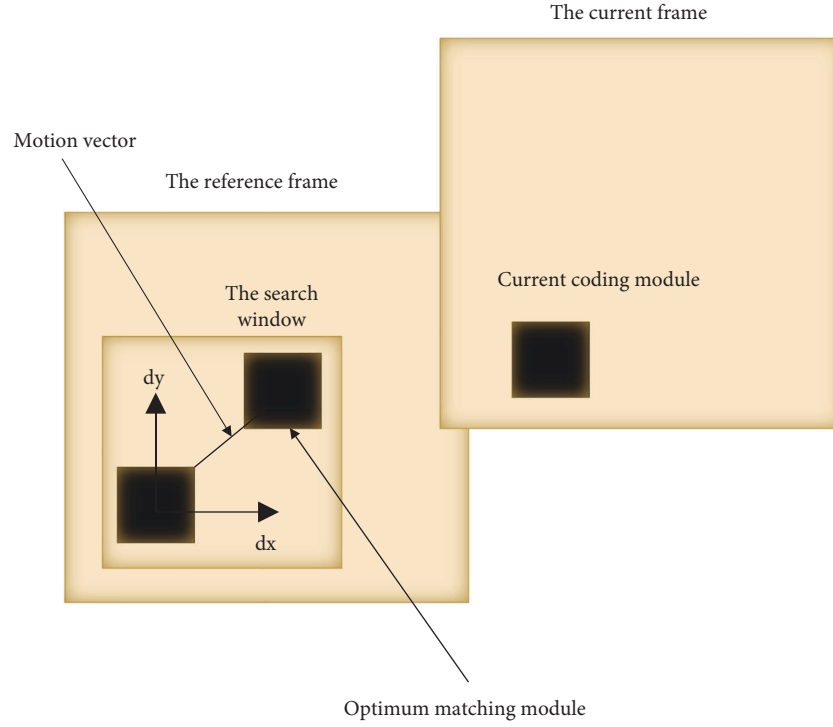 The current frame
Motion vector
The reference frame
Current coding module
The search
window
dy
dx
Optimum matching module